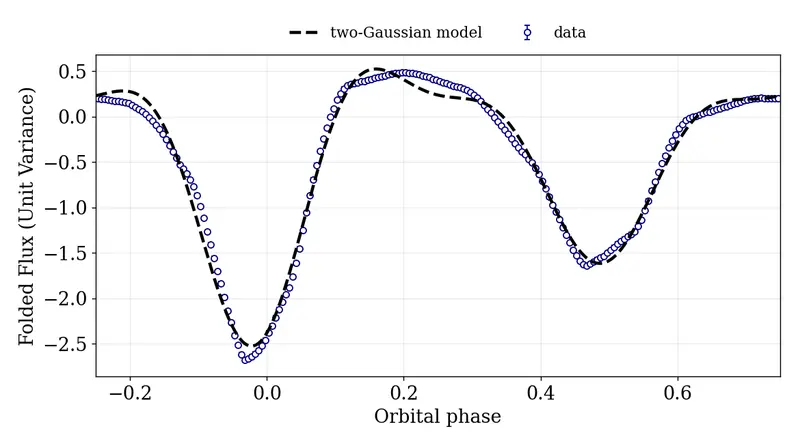 two-Gaussian model
data
Folded Flux (Unit Variance)
0.5
0.0
−0.5
−1.0
−1.5
−2.0
−2.5
−0.2 0.0 0.2 0.4 0.6
Orbital phase